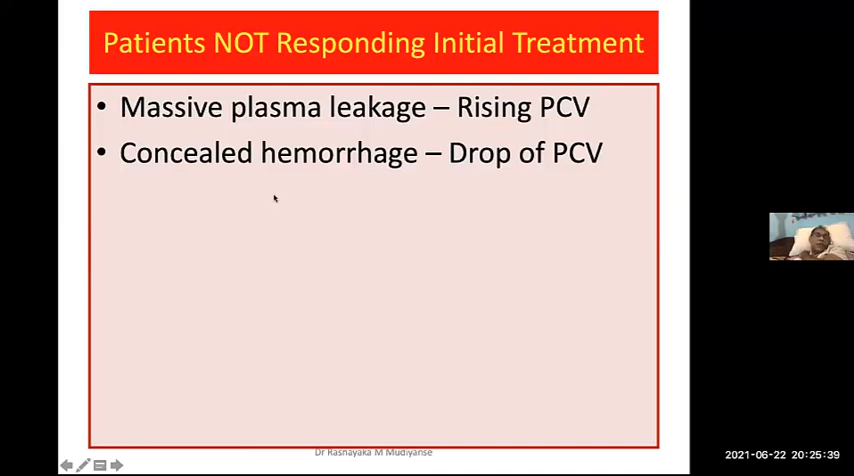 Patients NOT Responding Initial Treatment
• Massive plasma leakage – Rising PCV
• Concealed hemorrhage – Drop of PCV
Dr Rasnayaka M Mudiyanse
2021-06-22 20:25:39